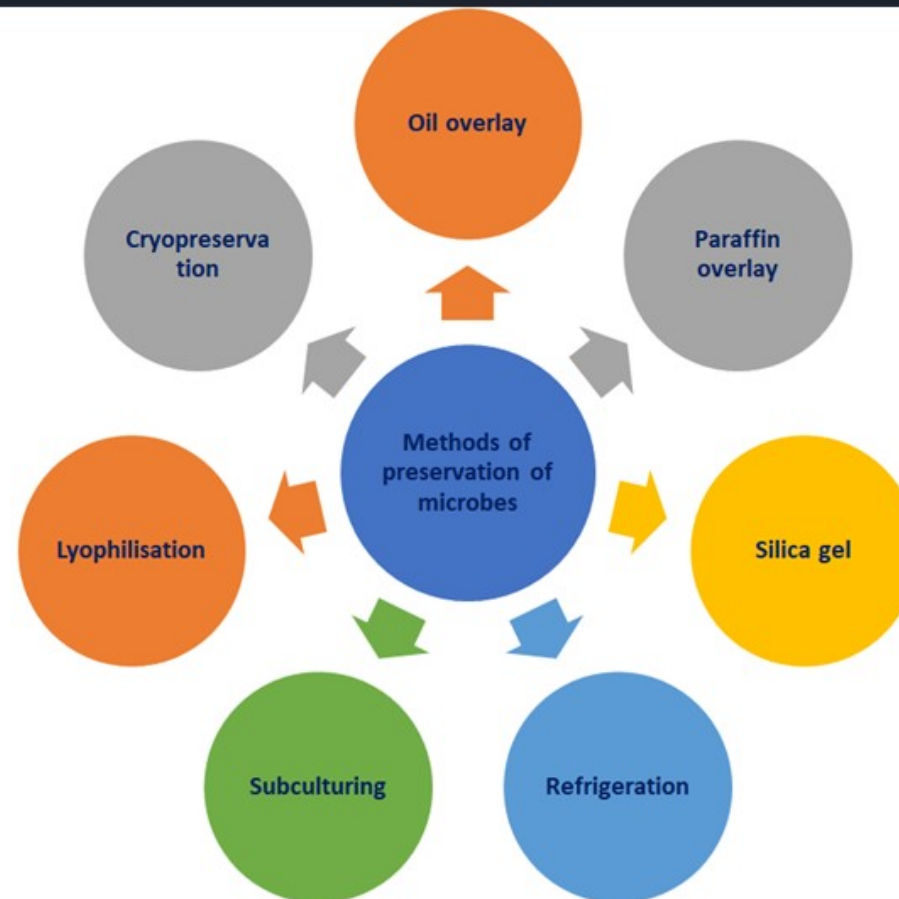 Oil overlay
Cryopreserva
tion
Paraffin
overlay
Methods of
preservation of
microbes
Lyophilisation
Silica gel
Subculturing
Refrigeration